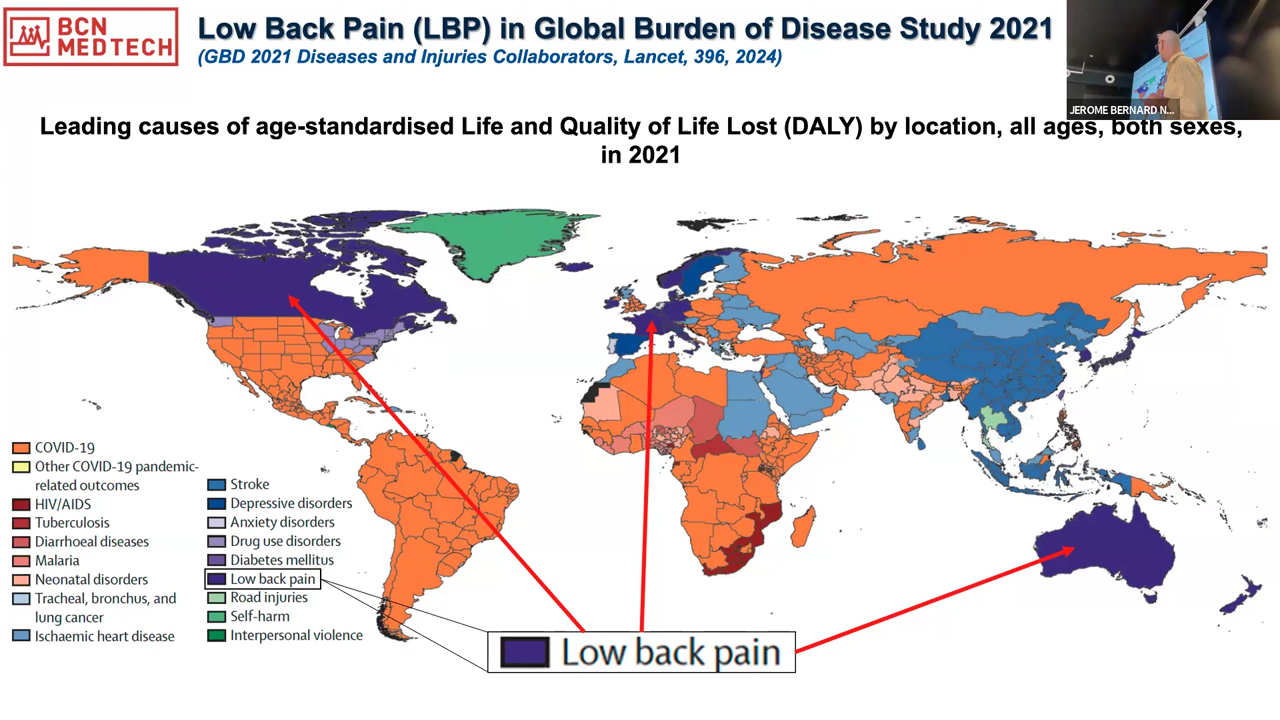 BCN
MEDTECH
Low Back Pain (LBP) in Global Burden of Disease Study 2021
(GBD 2021 Diseases and Injuries Collaborators, Lancet, 396, 2024)
JEROME BERNARD N...
Leading causes of age-standardised Life and Quality of Life Lost (DALY) by location, all ages, both sexes,
in 2021
COVID-19
Other COVID-19 pandemic-
related outcomes
HIV/AIDS
Tuberculosis
Diarrhoeal diseases
Malaria
Neonatal disorders
Tracheal, bronchus, and
lung cancer
Ischaemic heart disease
Stroke
Depressive disorders
Anxiety disorders
Drug use disorders
Diabetes mellitus
Low back pain
Road injuries
Self-harm
Interpersonal violence
Low back pain